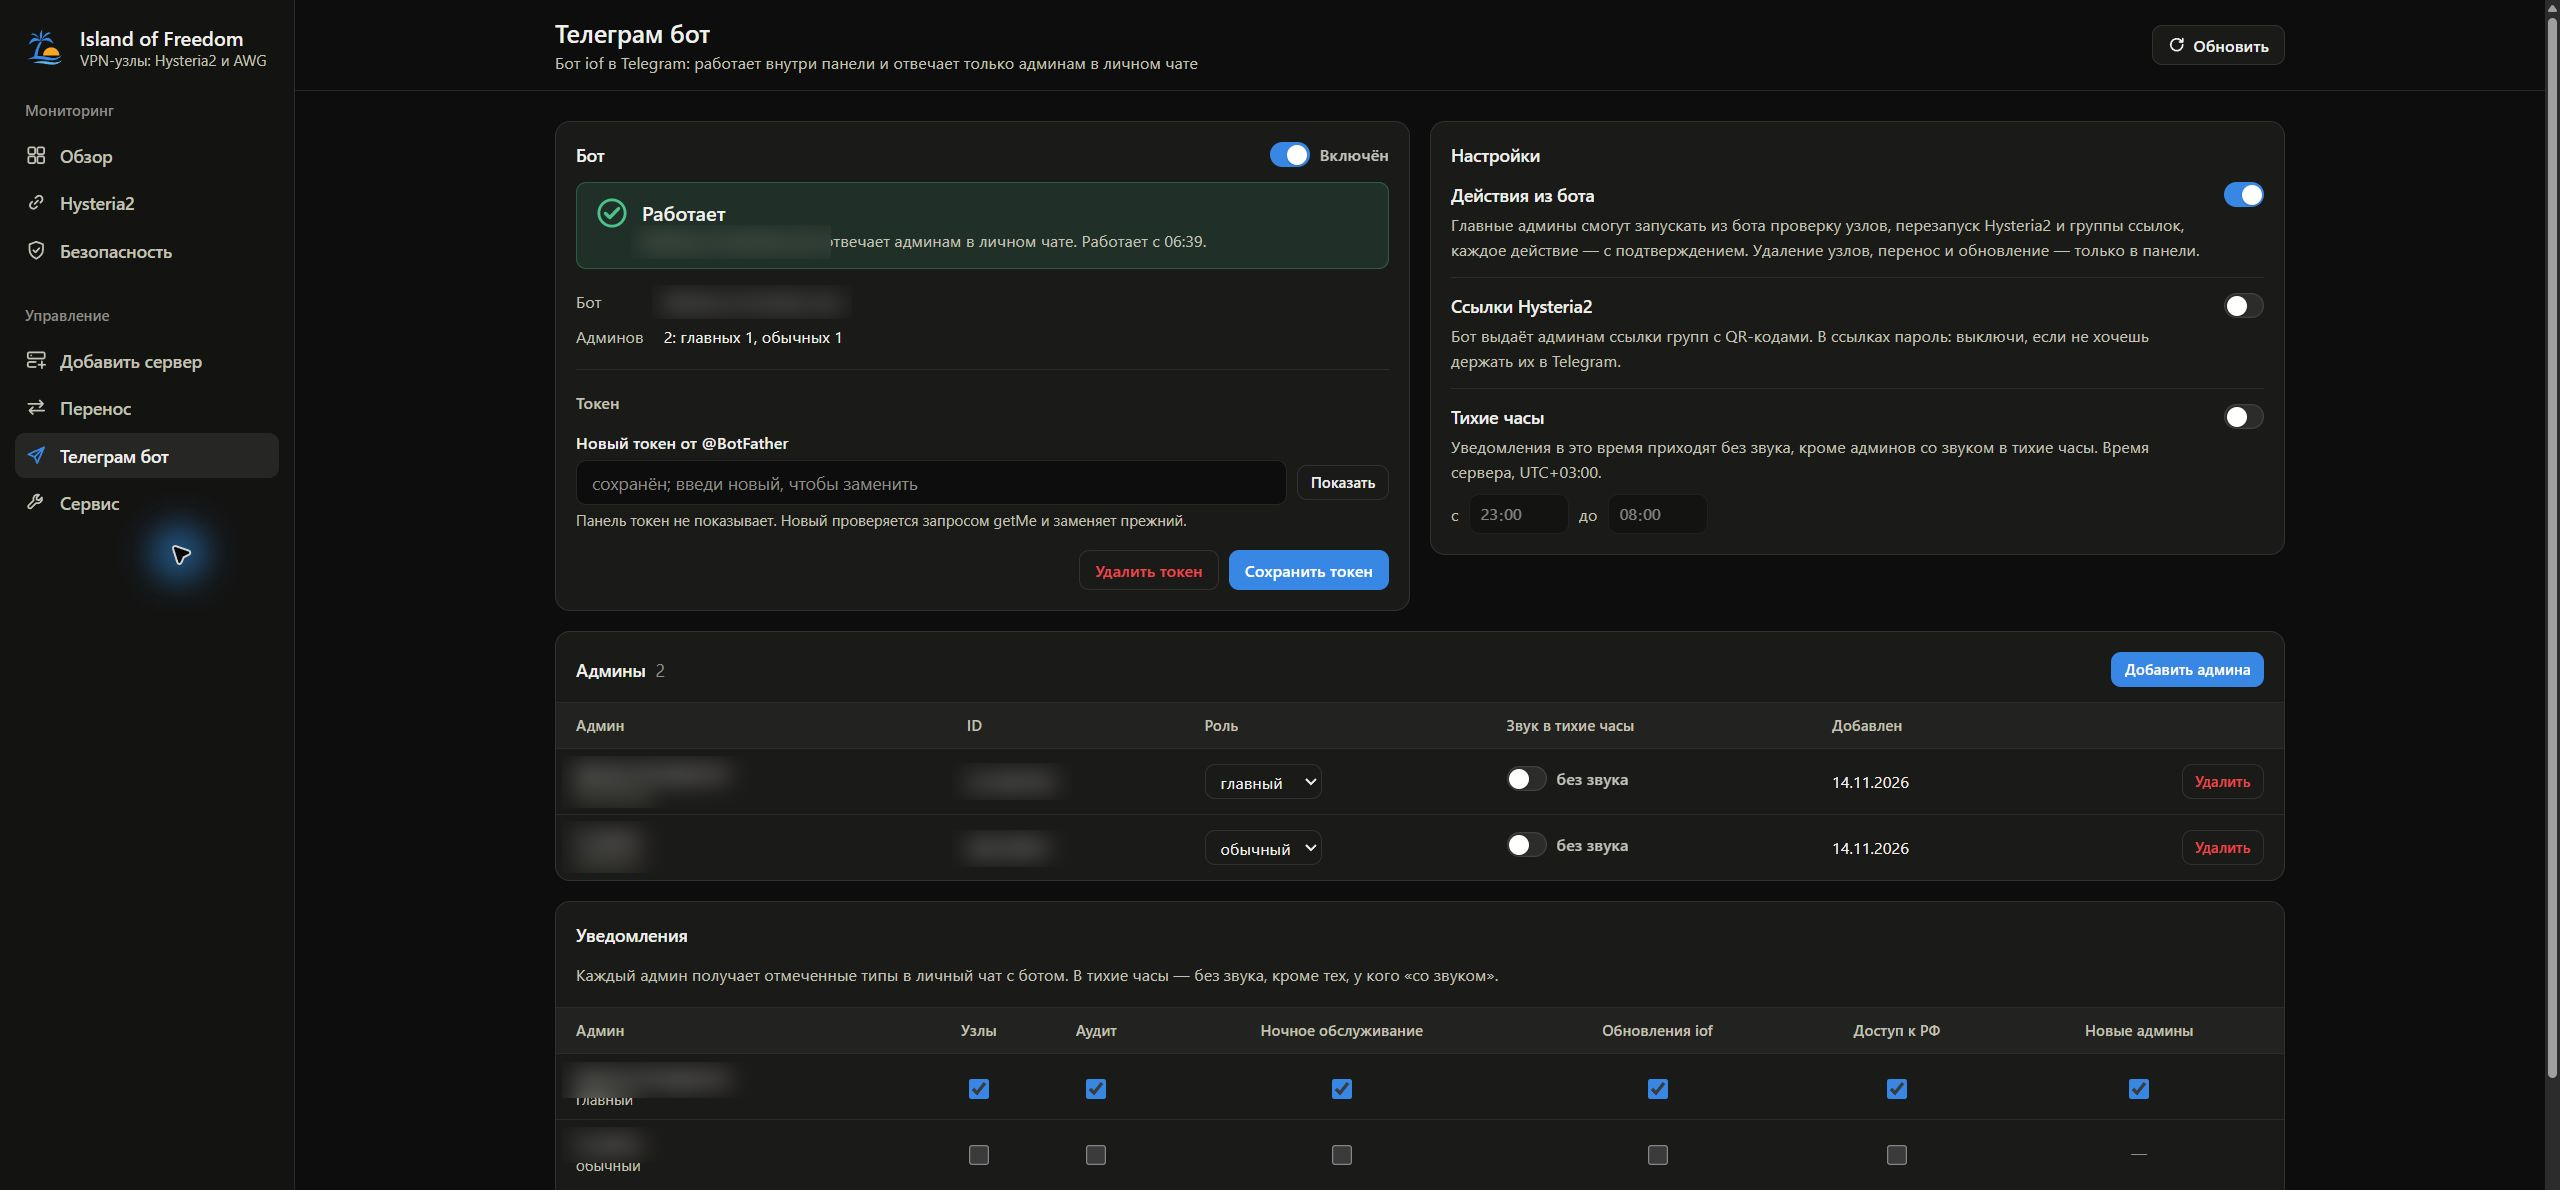 Island of Freedom
VPN-узлы: Hysteria2 и AWG
Мониторинг
Обзор
Hysteria2
Безопасность
Управление
Добавить сервер
Перенос
Телеграм бот
Сервис
Телеграм бот
Бот iof в Telegram: работает внутри панели и отвечает только админам в личном чате
Обновить
Бот
Включён
Работает
отвечает админам в личном чате. Работает с 06:39.
Бот
Админов 2: главных 1, обычных 1
Токен
Новый токен от @BotFather
сохранён; введи новый, чтобы заменить
Показать
Панель токен не показывает. Новый проверяется запросом getMe и заменяет прежний.
Удалить токен
Сохранить токен
Настройки
Действия из бота
Главные админы смогут запускать из бота проверку узлов, перезапуск Hysteria2 и группы ссылок,
каждое действие — с подтверждением. Удаление узлов, перенос и обновление — только в панели.
Ссылки Hysteria2
Бот выдаёт админам ссылки групп с QR-кодами. В ссылках пароль: выключи, если не хочешь
держать их в Telegram.
Тихие часы
Уведомления в это время приходят без звука, кроме админов со звуком в тихие часы. Время
сервера, UTC+03:00.
с 23:00 до 08:00
Админы 2
Добавить админа
Админ ID Роль Звук в тихие часы Добавлен
главный без звука 14.11.2026 Удалить
обычный без звука 14.11.2026 Удалить
Уведомления
Каждый админ получает отмеченные типы в личный чат с ботом. В тихие часы — без звука, кроме тех, у кого «со звуком».
Админ Узлы Аудит Ночное обслуживание Обновления iof Доступ к РФ Новые админы
главный
обычный —